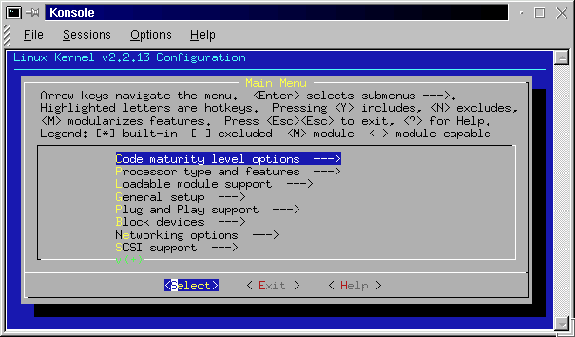 Konsole
File Sessions Options Help
Linux Kernel v2.2.13 Configuration
Main Menu
Arrow keys navigate the menu. <Enter> selects submenus --->.
Highlighted letters are hotkeys. Pressing <Y> includes, <N> excludes,
<M> modularizes features. Press <Esc><Esc> to exit, <?> for Help.
Legend: [*] built-in [ ] excluded <M> module < > module capable
Code maturity level options --->
Processor type and features --->
Loadable module support --->
General setup --->
Plug and Play support --->
Block devices --->
Networking options --->
SCSI support --->
<Select> < Exit > < Help >